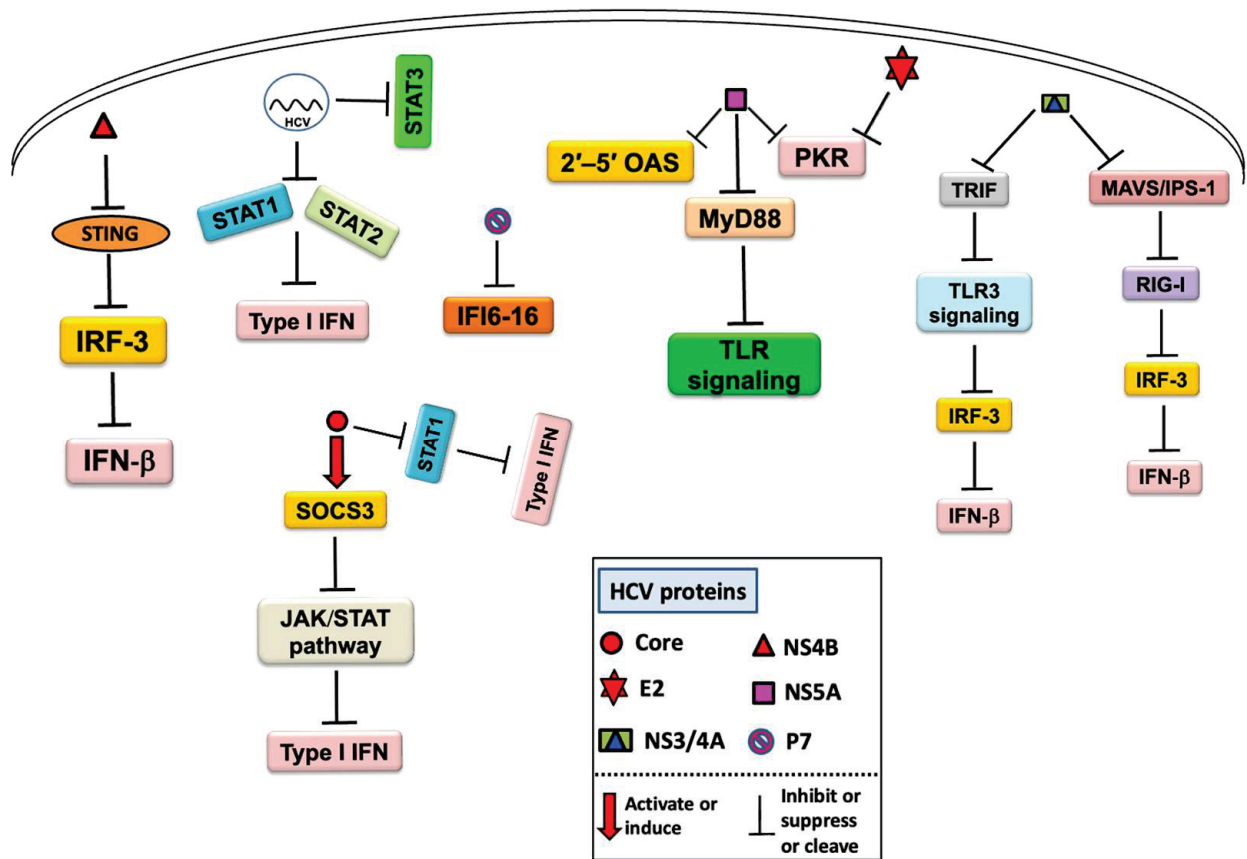 HCV
STAT3
STING
IRF-3
IFN-β
STAT1
STAT2
Type I IFN
IFI6-16
2′–5′ OAS
PKR
MyD88
TLR
signaling
TRIF
TLR3
signaling
IRF-3
IFN-β
MAVS/IPS-1
RIG-I
IRF-3
IFN-β
STAT1
Type I IFN
SOCS3
JAK/STAT
pathway
Type I IFN
HCV proteins
Core
NS4B
E2
NS5A
NS3/4A
P7
Activate or
induce
Inhibit or
suppress
or cleave